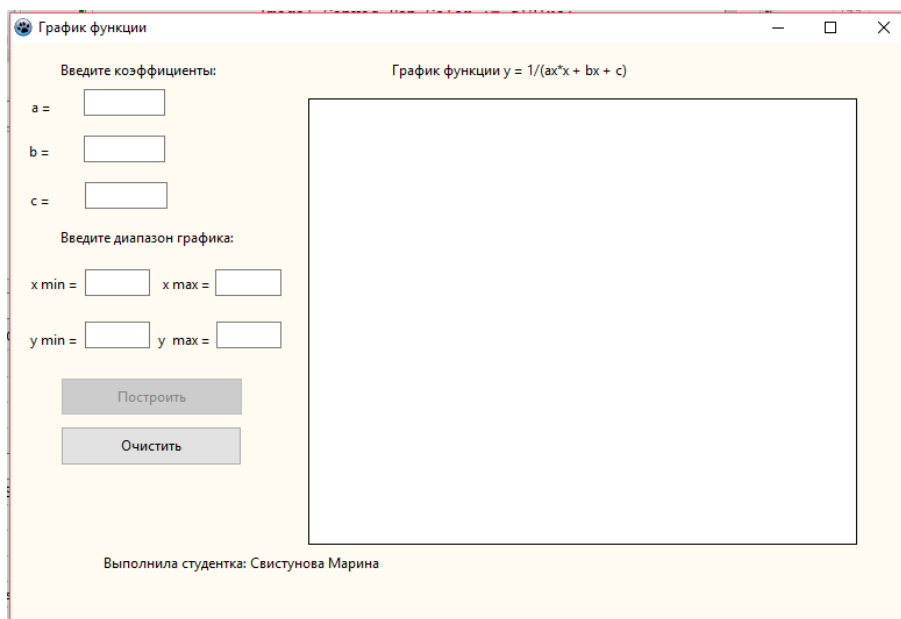 График функции
Введите коэффициенты:
График функции y = 1/(ax*x + bx + c)
a =
b =
c =
Введите диапазон графика:
x min = x max =
y min = y  max =
Построить
Очистить
Выполнила студентка: Свистунова Марина